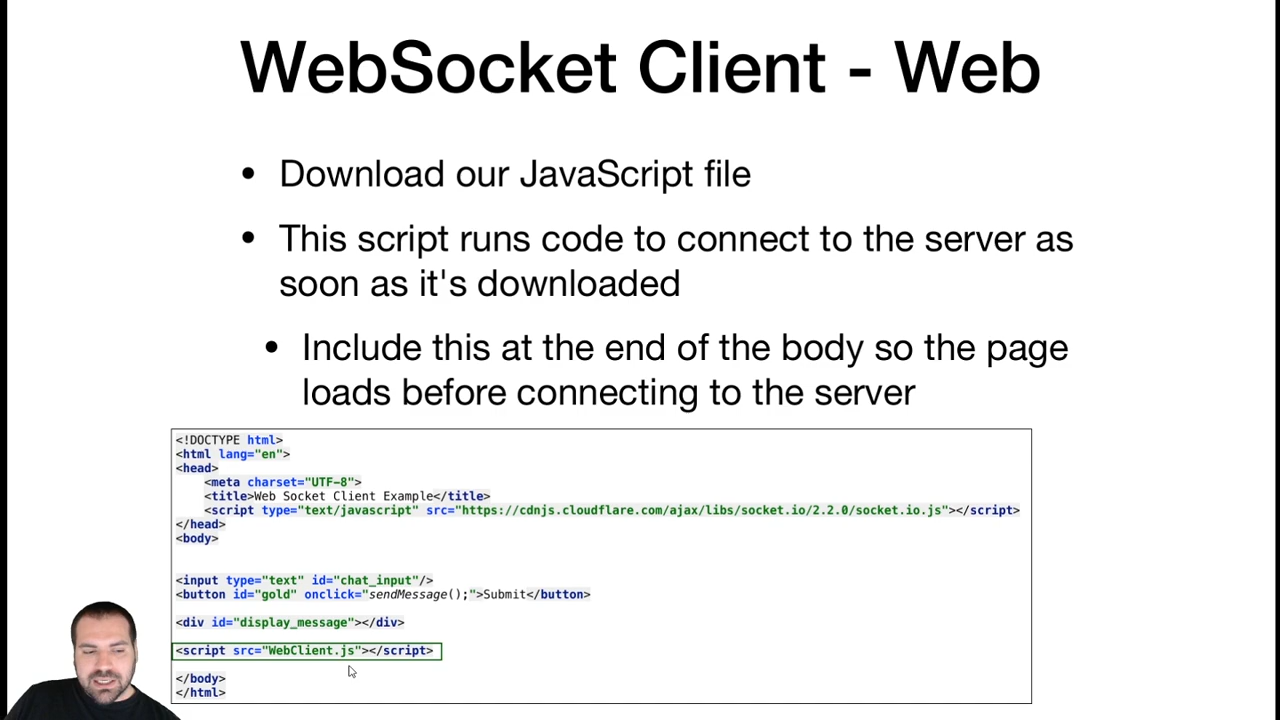 WebSocket Client - Web
• Download our JavaScript file
• This script runs code to connect to the server as
soon as it's downloaded
• Include this at the end of the body so the page
loads before connecting to the server
<!DOCTYPE html>
<html lang="en">
<head>
    <meta charset="UTF-8">
    <title>Web Socket Client Example</title>
    <script type="text/javascript" src="https://cdnjs.cloudflare.com/ajax/libs/socket.io/2.2.0/socket.io.js"></script>
</head>
<body>
<input type="text" id="chat_input"/>
<button id="gold" onclick="sendMessage();">Submit</button>
<div id="display_message"></div>
<script src="WebClient.js"></script>
</body>
</html>